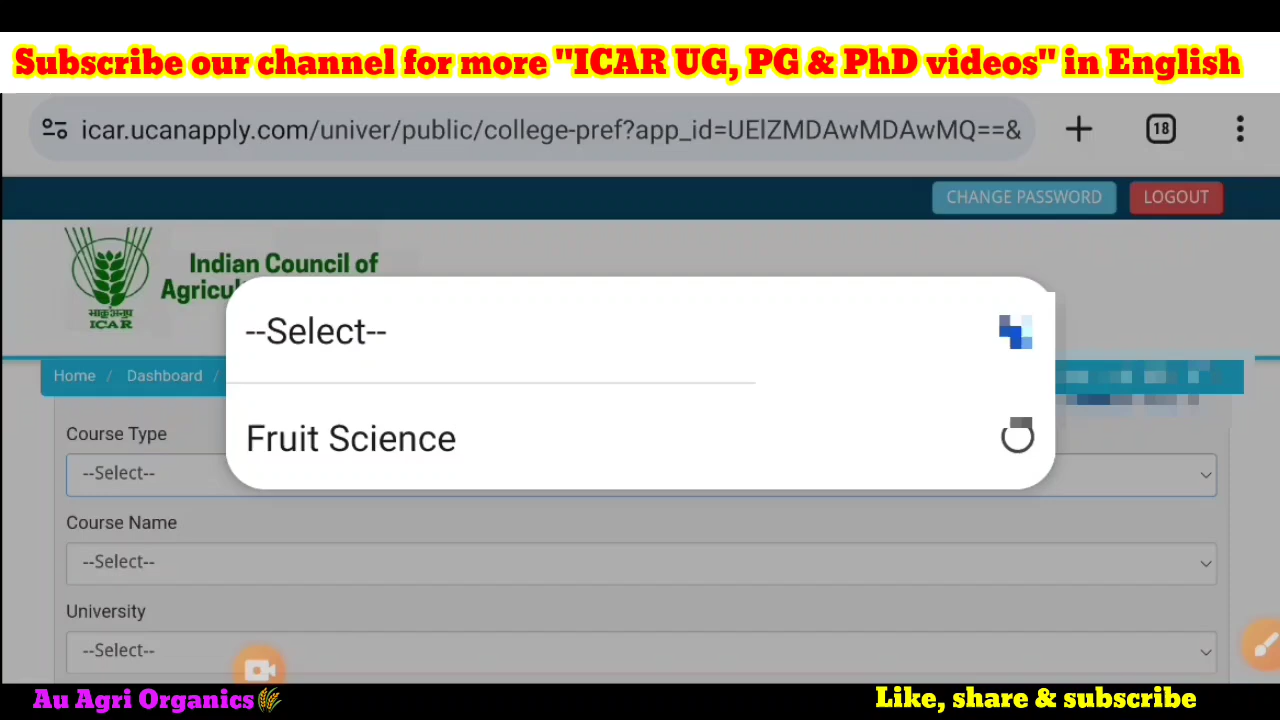 Subscribe our channel for more "ICAR UG, PG & PhD videos" in English
icar.ucanapply.com/univer/public/college-pref?app_id=UElZMDAwMDAwMQ==&
18
CHANGE PASSWORD
LOGOUT
Indian Council of
Agricul
भाकृअनुप
ICAR
--Select--
Home / Dashboard /
Fruit Science
Course Type
--Select--
Course Name
--Select--
University
--Select--
Au Agri Organics🌾
Like, share & subscribe